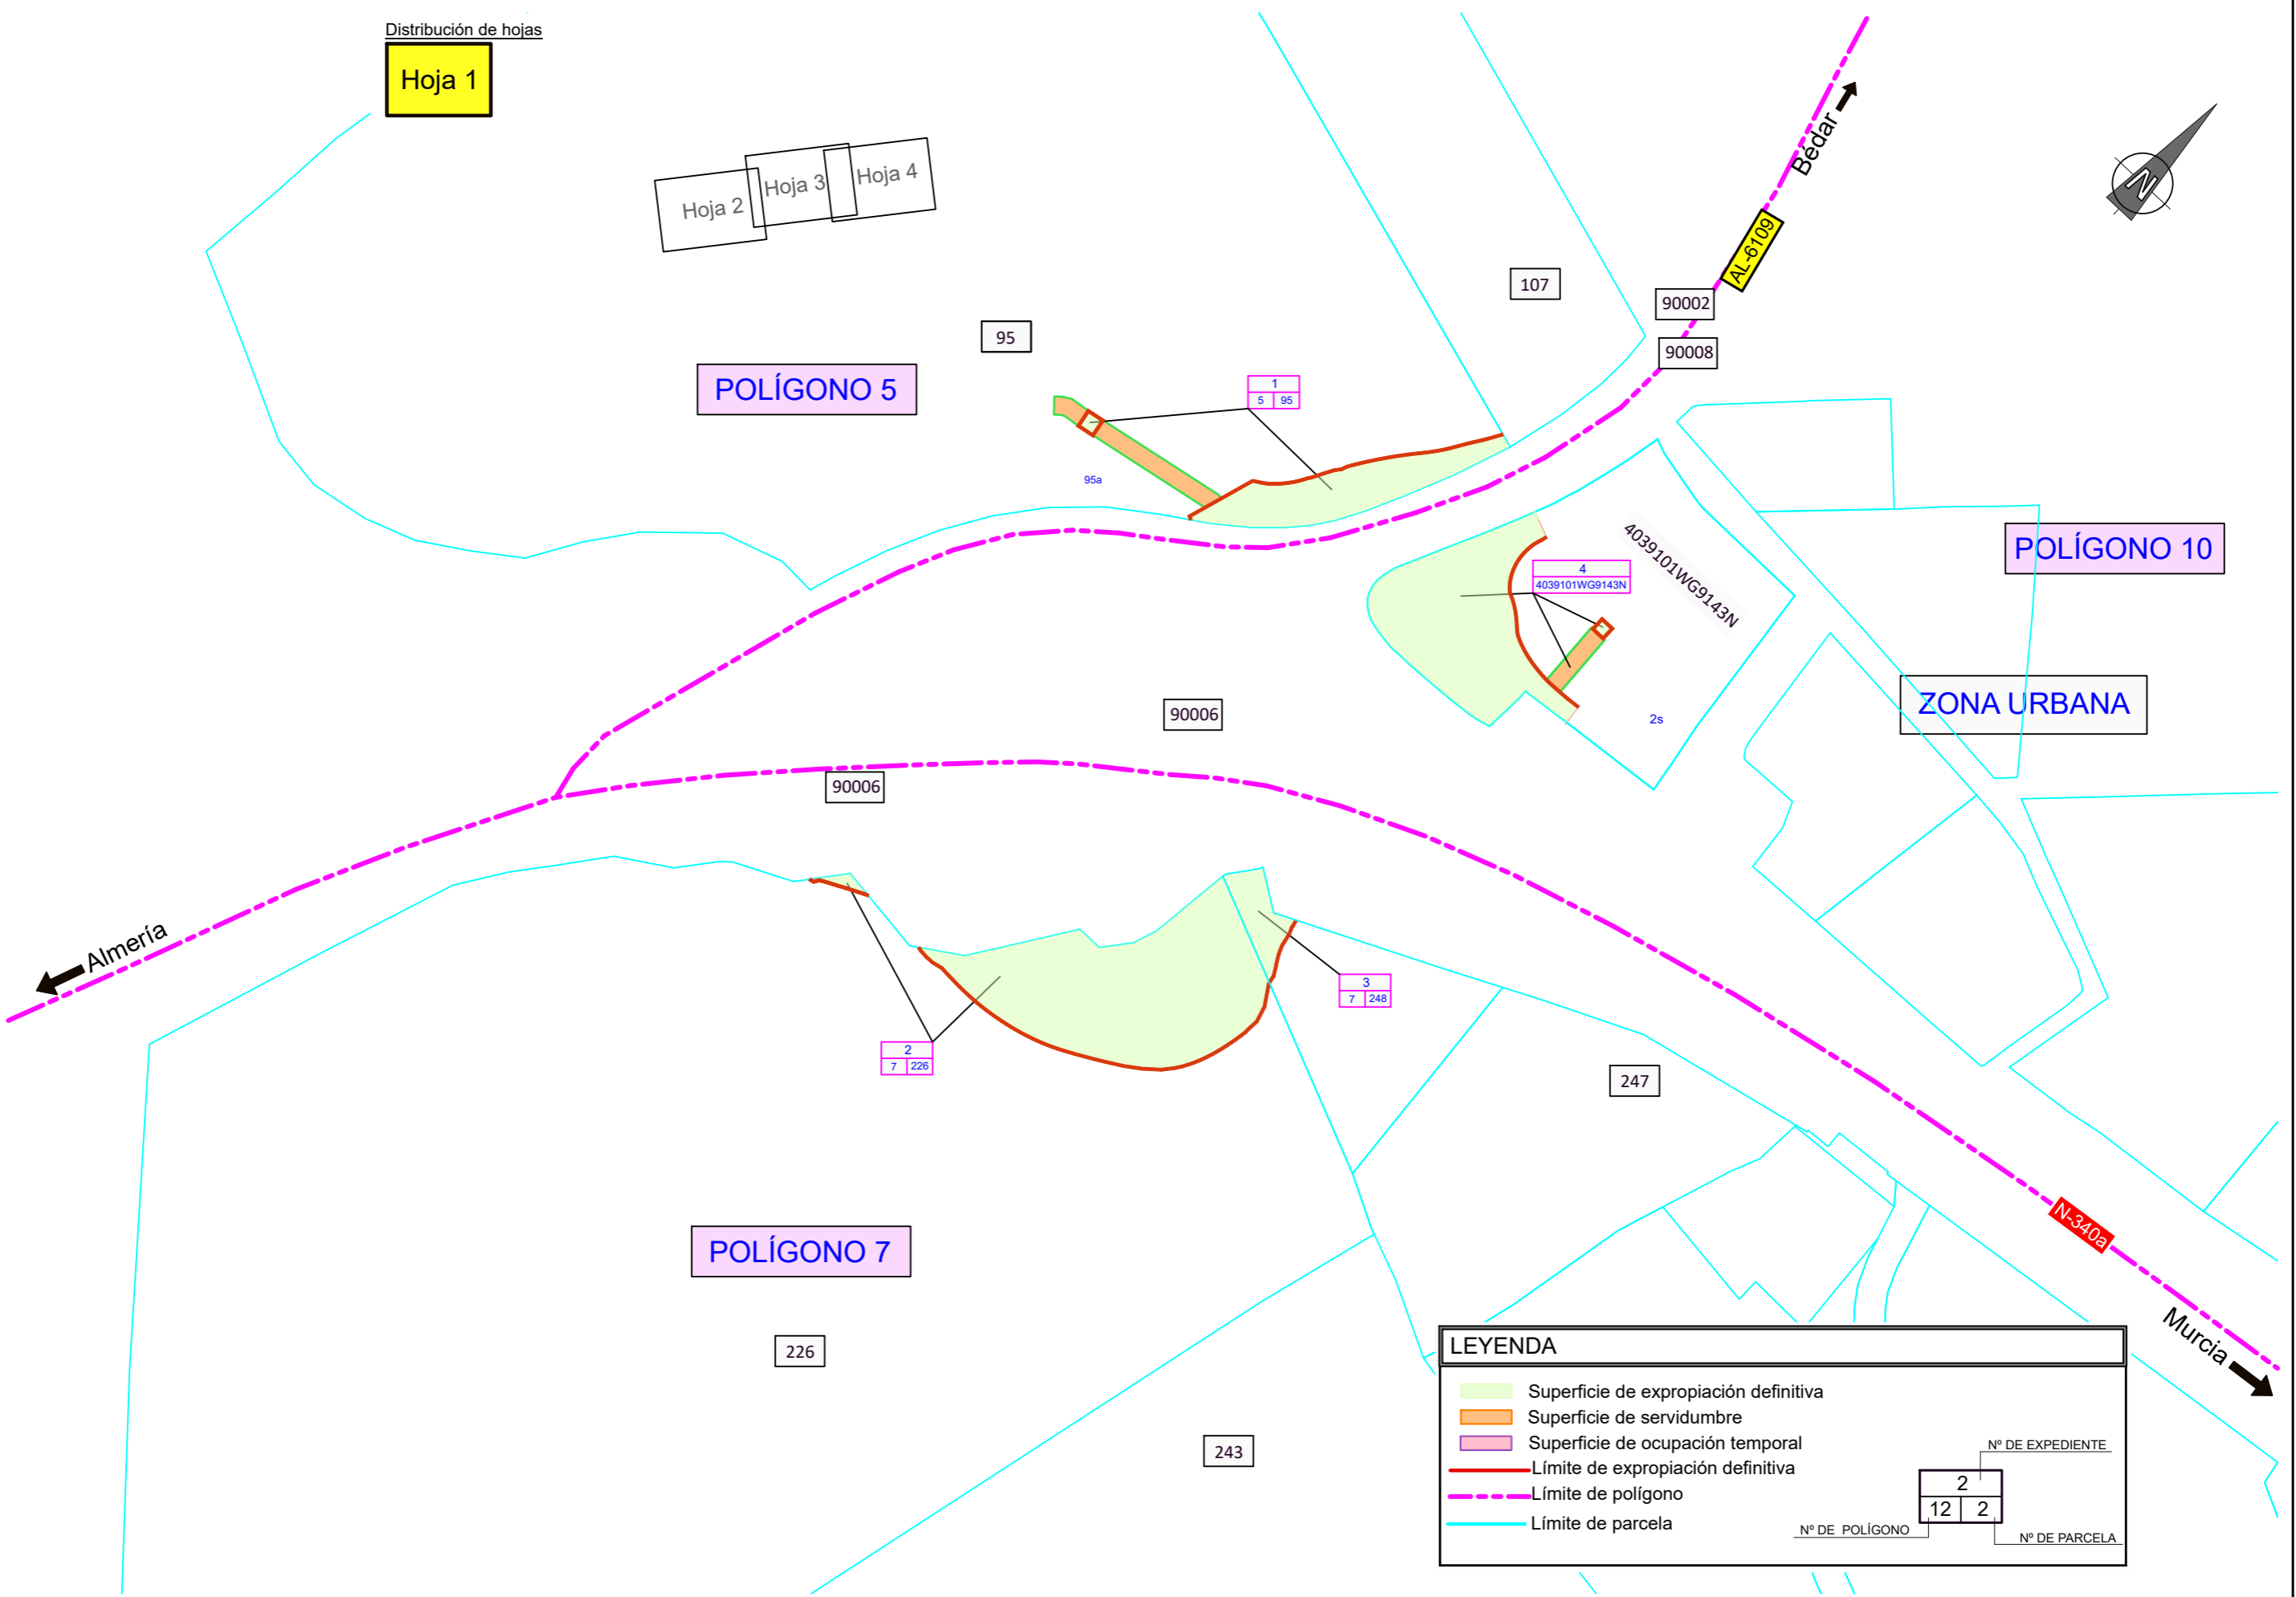 Distribución de hojas
Hoja 1
Hoja 2
Hoja 3
Hoja 4
Bédar
N
AL-6109
107
90002
90008
95
POLÍGONO 5
1
5 95
95a
4039101WG9143N
POLÍGONO 10
4
4039101WG9143N
ZONA URBANA
2s
90006
90006
Almería
3
7 248
2
7 226
247
N-340a
POLÍGONO 7
Murcia
226
243
LEYENDA
Superficie de expropiación definitiva
Superficie de servidumbre
Superficie de ocupación temporal
Límite de expropiación definitiva
Límite de polígono
Límite de parcela
Nº DE EXPEDIENTE
2
12 2
Nº DE POLÍGONO
Nº DE PARCELA